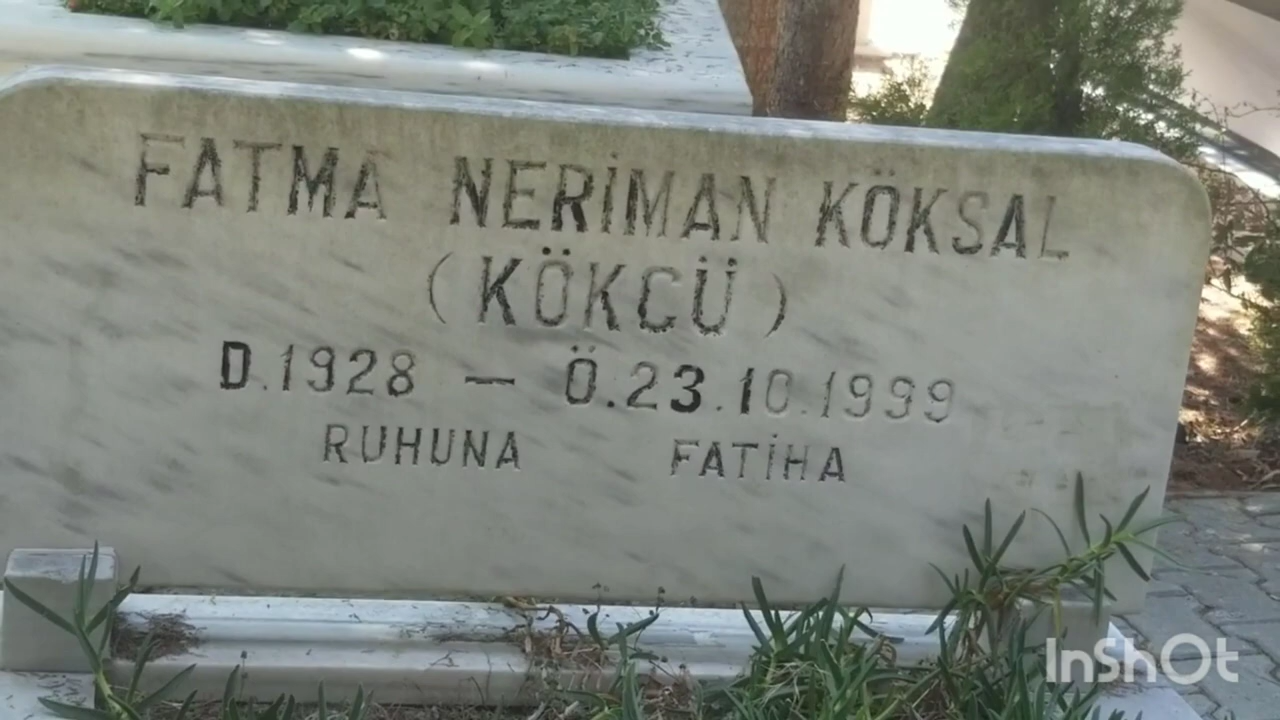 FATMA NERİMAN KÖKSAL
(KÖKCÜ)
D.1928 — Ö.23.10.1999
RUHUNA FATİHA
InShOt